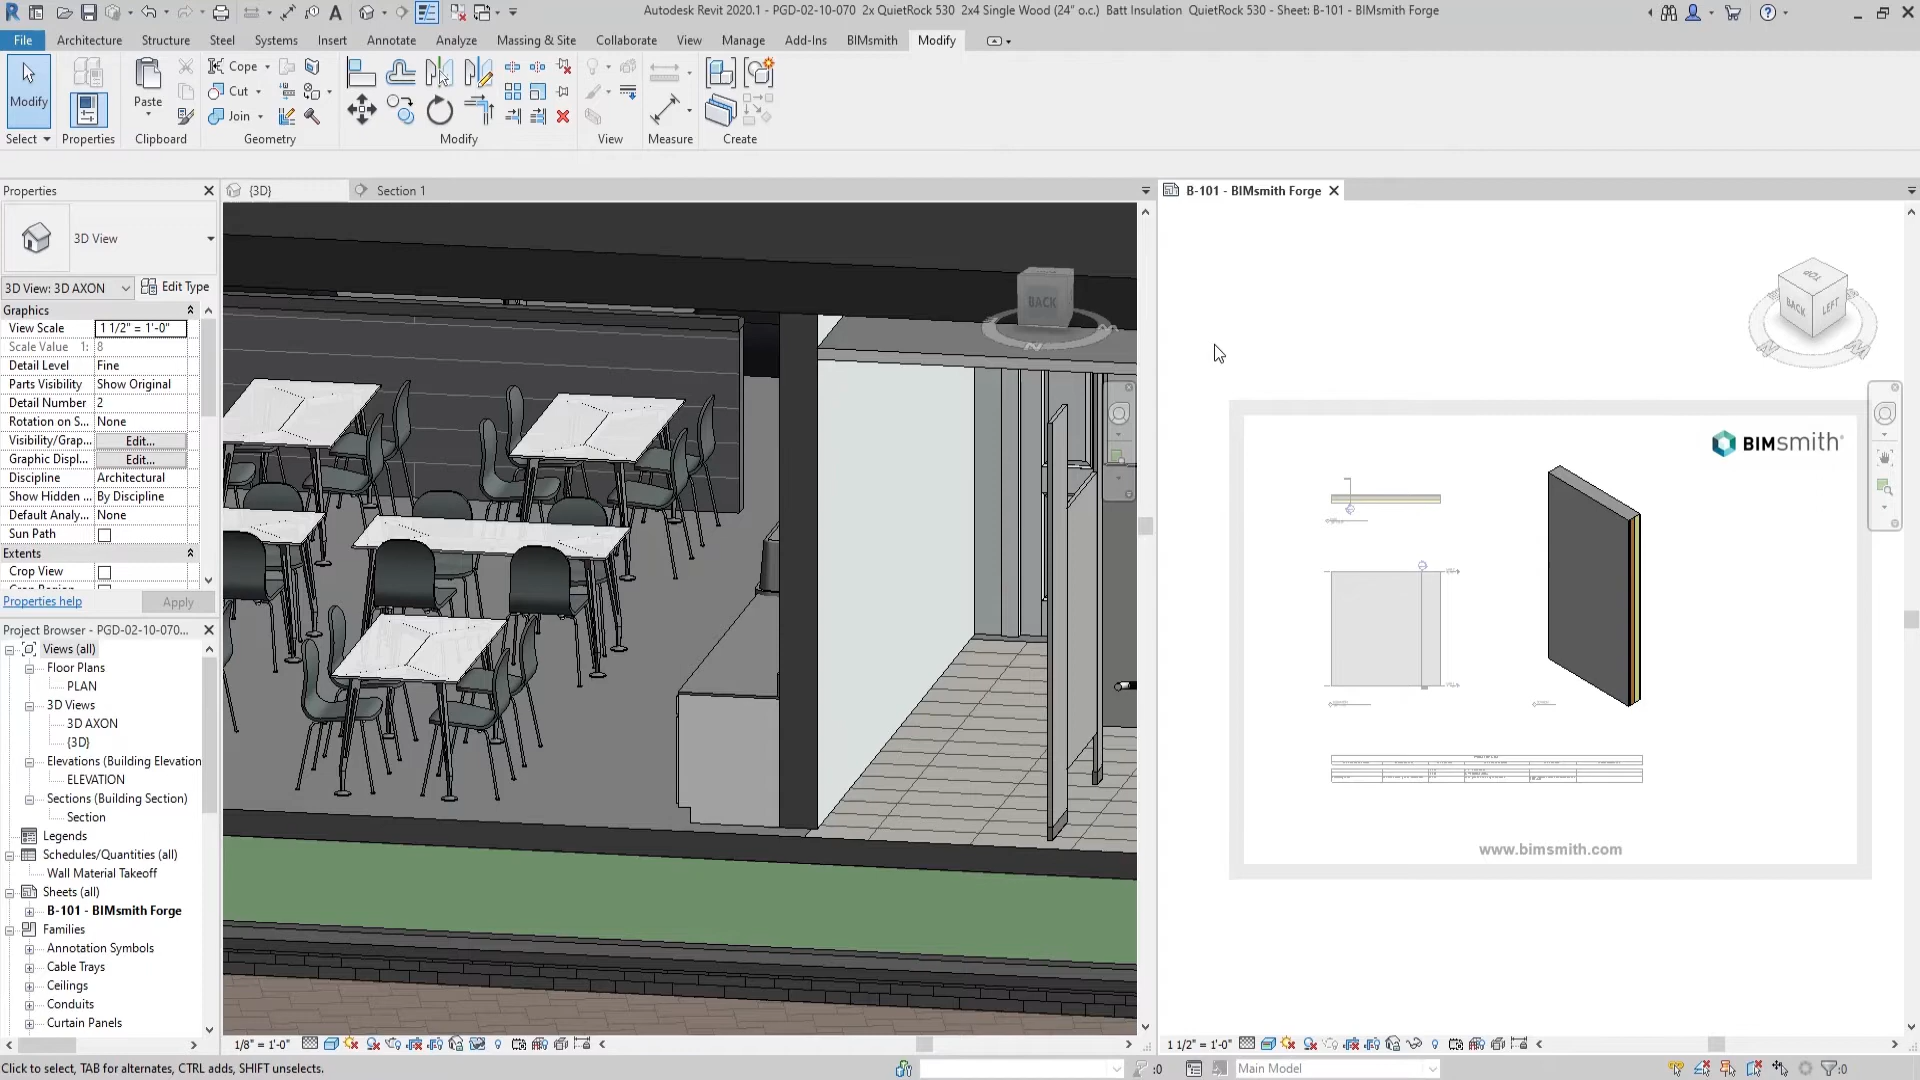 Autodesk Revit 2020.1 - PGD-02-10-070 2x QuietRock 530 2x4 Single Wood (24" o.c.) Batt Insulation QuietRock 530 - Sheet: B-101 - BIMsmith Forge
File Architecture Structure Steel Systems Insert Annotate Analyze Massing & Site Collaborate View Manage Add-Ins BIMsmith Modify
Modify Paste Cope Cut Join
Select Properties Clipboard Geometry Modify View Measure Create
Properties
{3D} Section 1 B-101 - BIMsmith Forge
3D View
3D View: 3D AXON Edit Type
Graphics
View Scale 1 1/2" = 1'-0"
Scale Value 1: 8
Detail Level Fine
Parts Visibility Show Original
Detail Number 2
Rotation on S... None
Visibility/Grap... Edit...
Graphic Displ... Edit...
Discipline Architectural
Show Hidden ... By Discipline
Default Analy... None
Sun Path
Extents
Crop View
Properties help Apply
Project Browser - PGD-02-10-070...
Views (all)
Floor Plans
PLAN
3D Views
3D AXON
{3D}
Elevations (Building Elevation
ELEVATION
Sections (Building Section)
Section
Legends
Schedules/Quantities (all)
Wall Material Takeoff
Sheets (all)
B-101 - BIMsmith Forge
Families
Annotation Symbols
Cable Trays
Ceilings
Conduits
Curtain Panels
BACK
TOP
BACK LEFT
BIMsmith
www.bimsmith.com
1/8" = 1'-0"
1 1/2" = 1'-0"
Click to select, TAB for alternates, CTRL adds, SHIFT unselects.
:0
Main Model
:0